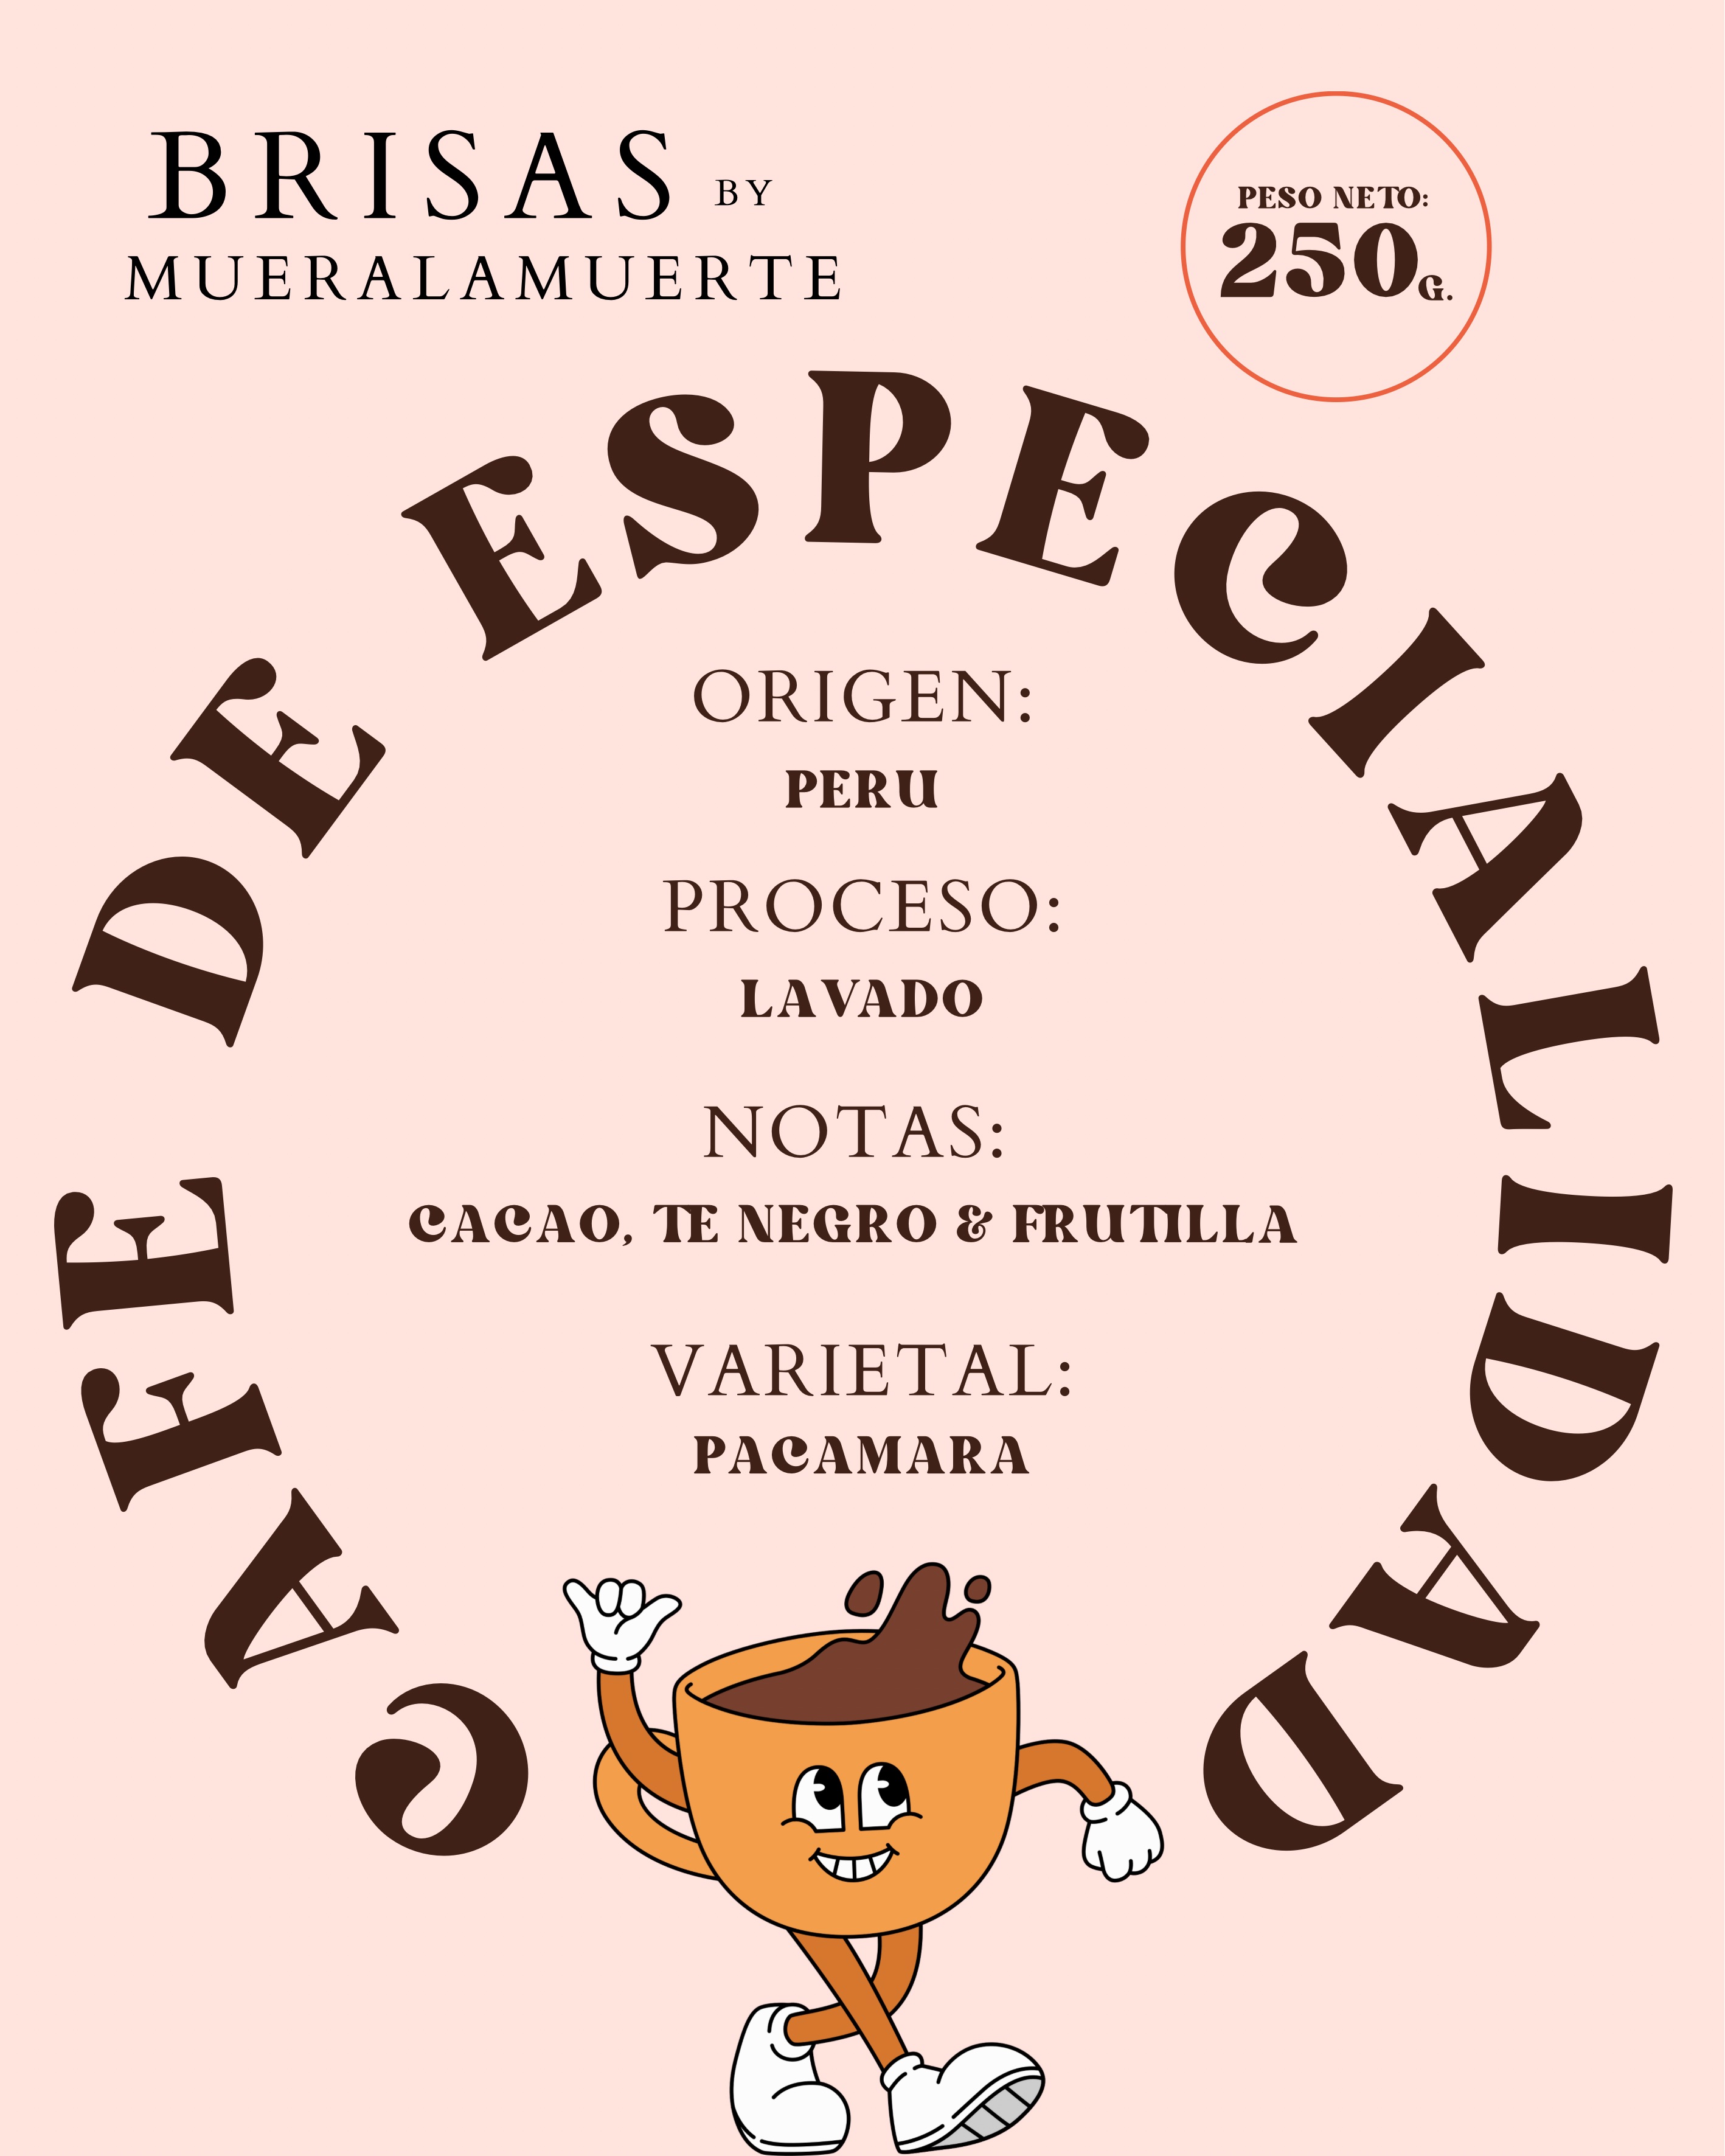 BRISAS BY
MUERALAMUERTE
PESO NETO:
250G.
CAFE DE ESPECIALIDAD
ORIGEN:
PERU
PROCESO:
LAVADO
NOTAS:
CACAO, TE NEGRO & FRUTILLA
VARIETAL:
PACAMARA